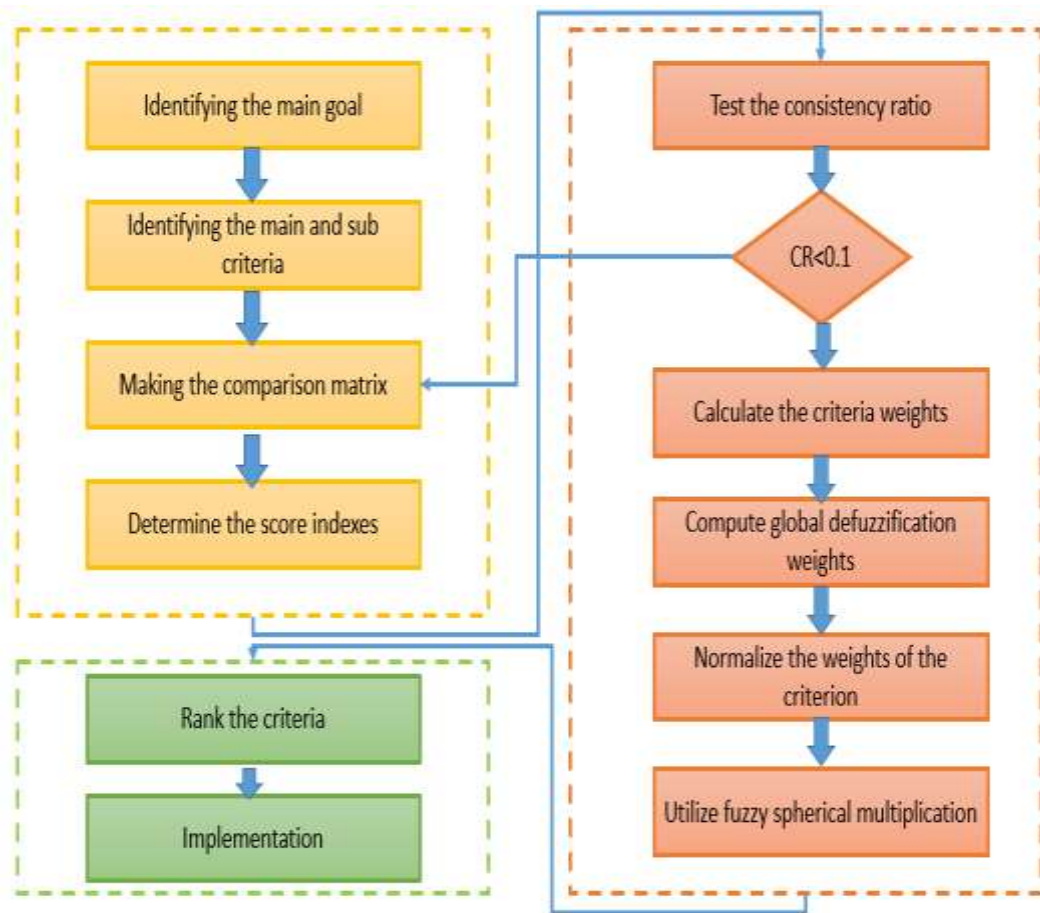 Identifying the main goal
Identifying the main and sub
criteria
Making the comparison matrix
Determine the score indexes
Test the consistency ratio
CR<0.1
Calculate the criteria weights
Compute global defuzzification
weights
Normalize the weights of the
criterion
Utilize fuzzy spherical multiplication
Rank the criteria
Implementation